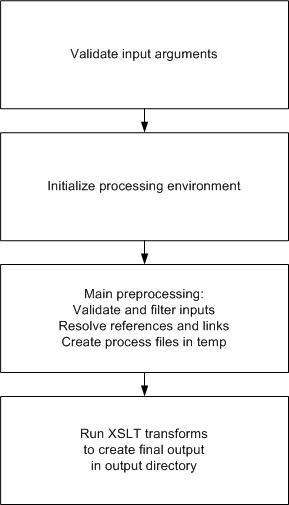 Validate input arguments
Initialize processing environment
Main preprocessing:
Validate and filter inputs
Resolve references and links
Create process files in temp
Run XSLT transforms
to create final output
in output directory